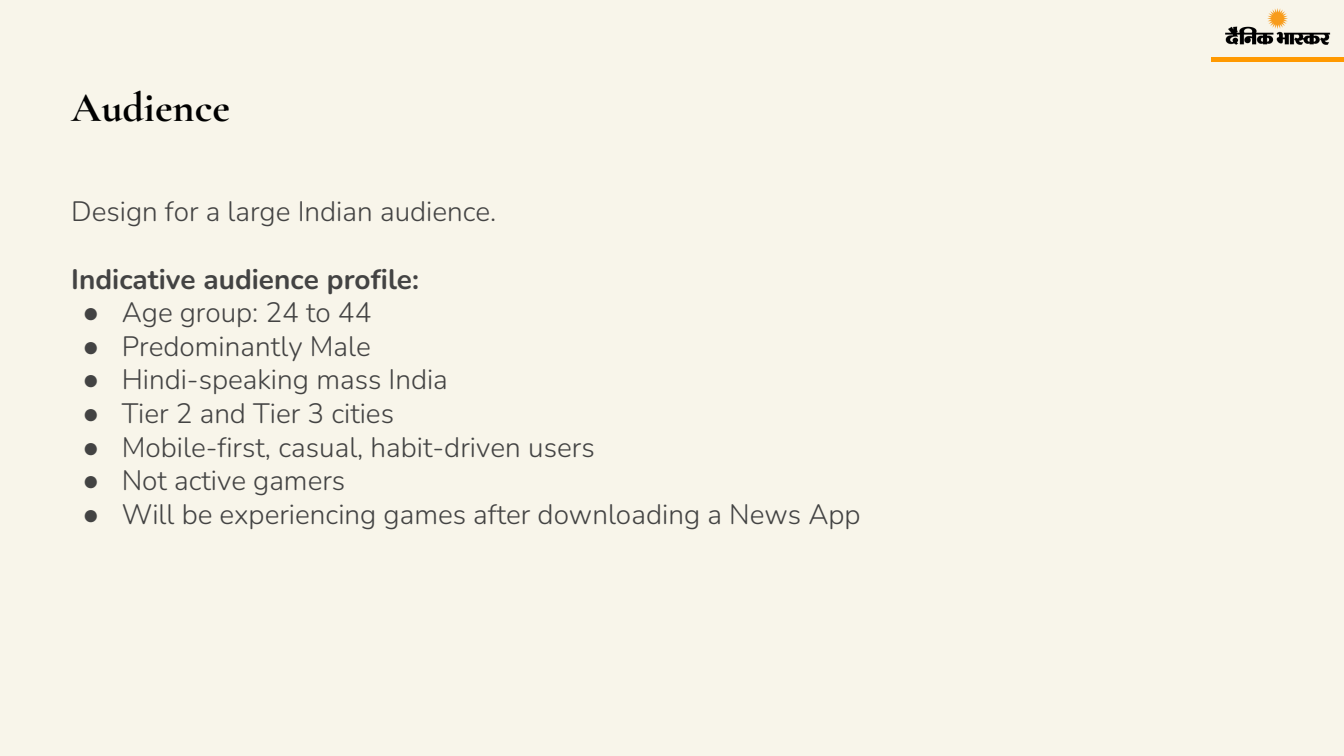 दैनिक भास्कर
Audience
Design for a large Indian audience.
Indicative audience profile:
● Age group: 24 to 44
● Predominantly Male
● Hindi-speaking mass India
● Tier 2 and Tier 3 cities
● Mobile-first, casual, habit-driven users
● Not active gamers
● Will be experiencing games after downloading a News App